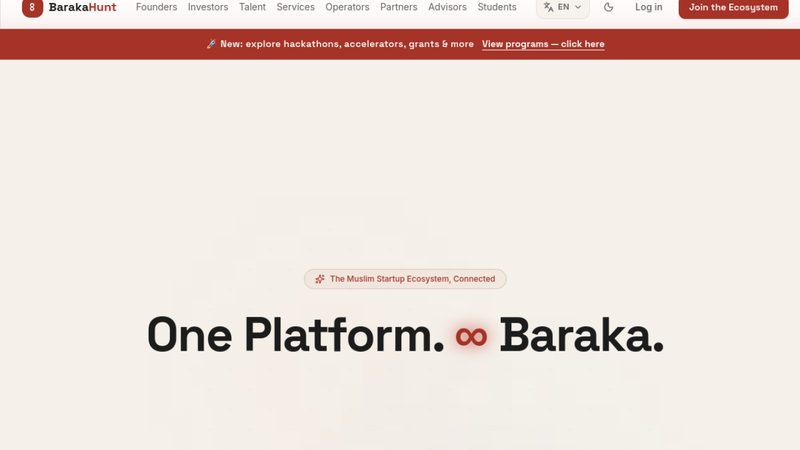 8 BarakaHunt Founders Investors Talent Services Operators Partners Advisors Students EN Log in Join the Ecosystem
🚀 New: explore hackathons, accelerators, grants & more View programs — click here
The Muslim Startup Ecosystem, Connected
One Platform. ∞ Baraka.